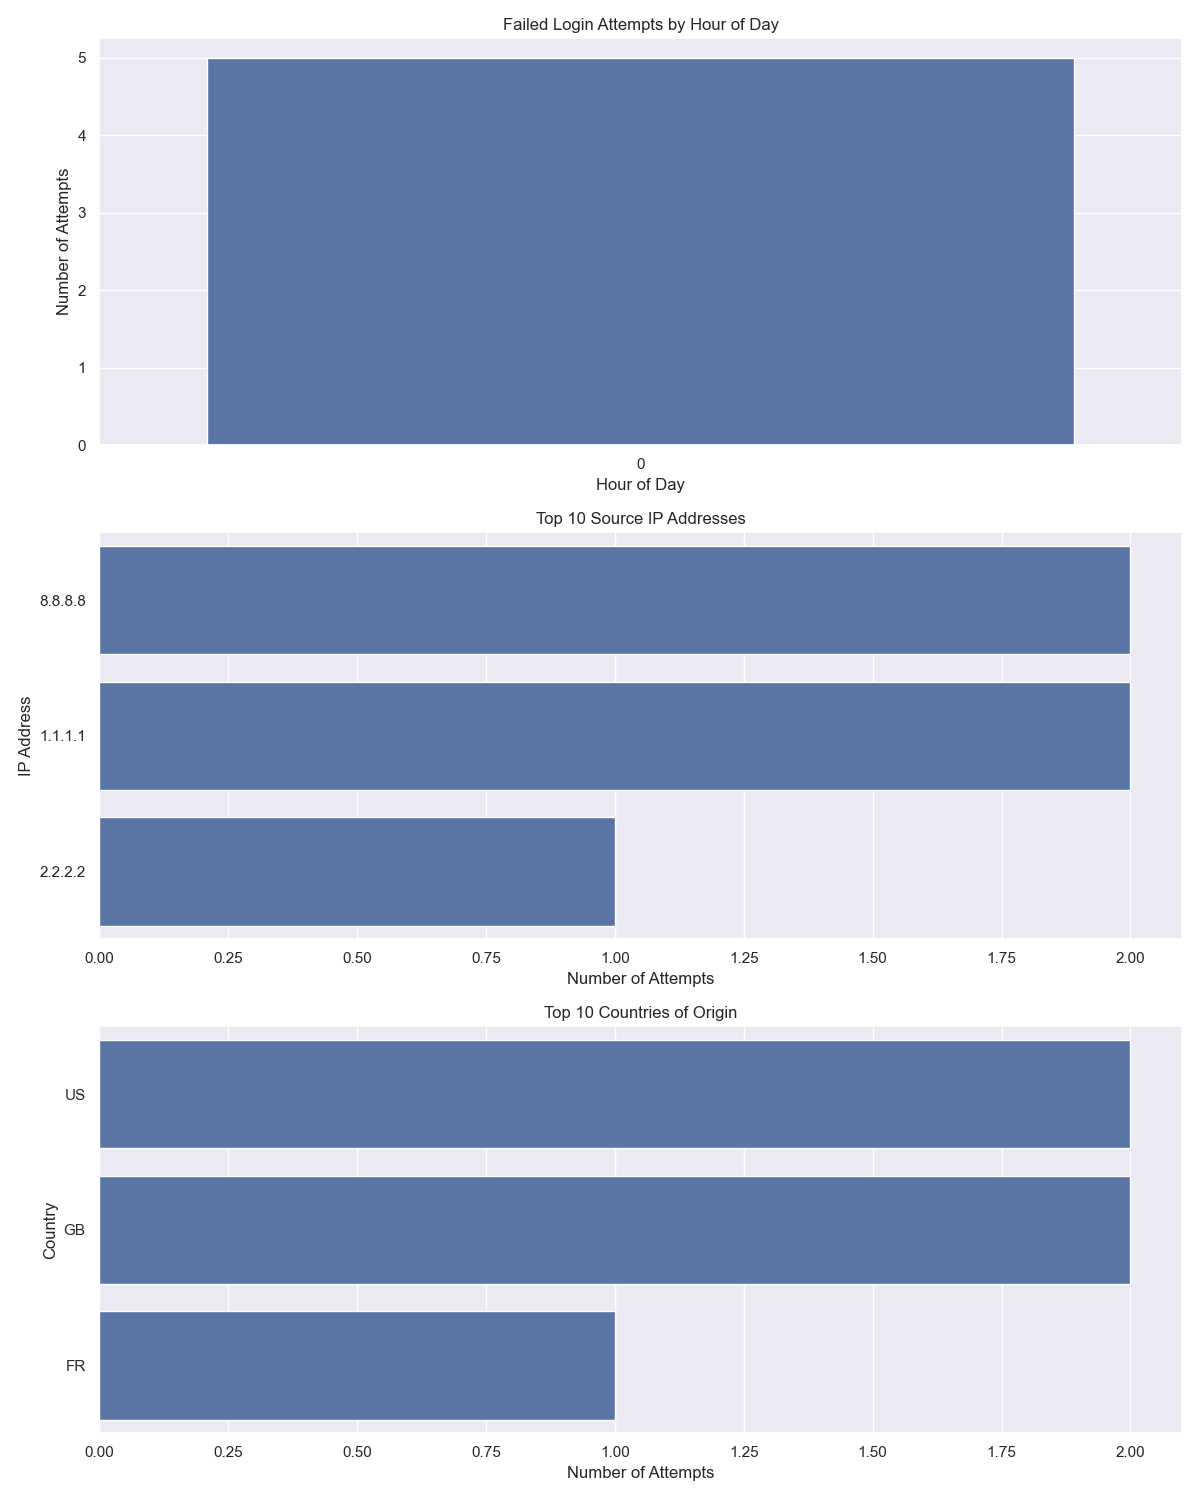 Failed Login Attempts by Hour of Day
5
4
3
2
1
0
Number of Attempts
0
Hour of Day
Top 10 Source IP Addresses
IP Address
8.8.8.8
1.1.1.1
2.2.2.2
0.00 0.25 0.50 0.75 1.00 1.25 1.50 1.75 2.00
Number of Attempts
Top 10 Countries of Origin
Country
US
GB
FR
0.00 0.25 0.50 0.75 1.00 1.25 1.50 1.75 2.00
Number of Attempts